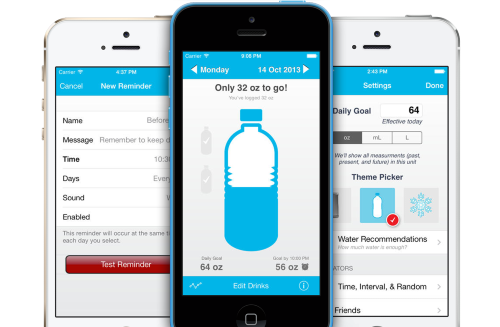 Carrier 4:37 PM
Cancel New Reminder
Name Before
Message Remember to keep d
Time 10:30
Days Every
Sound
Enabled
This reminder will occur at the same t
each day you select.
Test Reminder
Carrier 9:08 PM
Monday 14 Oct 2013
Only 32 oz to go!
You've logged 32 oz
Daily Goal
64 oz
Goal by 10:00 PM
56 oz
Edit Drinks
2:43 PM
Settings Done
Daily Goal 64
Effective today
oz mL L
We'll show all measurments (past,
present, and future) in this unit
Theme Picker
Water Recommendations
How much water is enough?
ATORS
Time, Interval, & Random
Friends